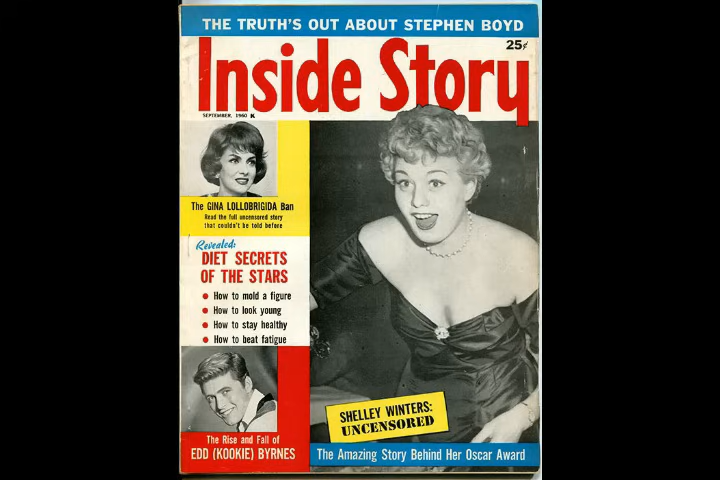 THE TRUTH'S OUT ABOUT STEPHEN BOYD
25¢
Inside Story
SEPTEMBER, 1960 K
The GINA LOLLOBRIGIDA Ban
Read the full uncensored story
that couldn't be told before
Revealed:
DIET SECRETS
OF THE STARS
• How to mold a figure
• How to look young
• How to stay healthy
• How to beat fatigue
The Rise and Fall of
EDD (KOOKIE) BYRNES
SHELLEY WINTERS:
UNCENSORED
The Amazing Story Behind Her Oscar Award